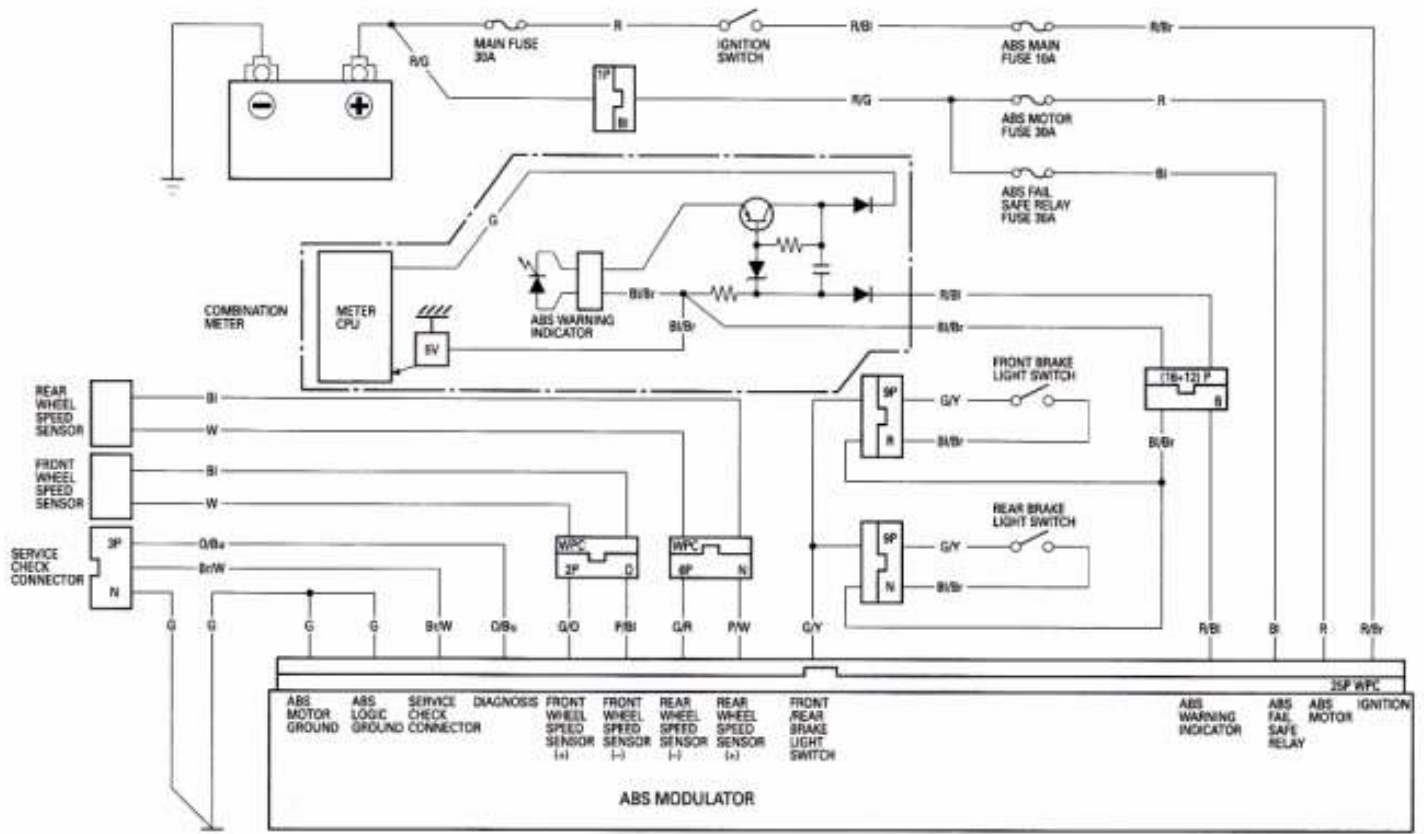 R
R/Bl
R/Br
MAIN FUSE
30A
IGNITION
SWITCH
ABS MAIN
FUSE 10A
R/G
1P
Bl
R/G
R
ABS MOTOR
FUSE 30A
Bl
ABS FAIL
SAFE RELAY
FUSE 30A
G
COMBINATION
METER
METER
CPU
5V
ABS WARNING
INDICATOR
Bl/Br
Bl/Br
R/Bl
Bl/Br
FRONT BRAKE
LIGHT SWITCH
9P
R
G/Y
Bl/Br
(16+12) P
B
Bl/Br
REAR
WHEEL
SPEED
SENSOR
Bl
W
FRONT
WHEEL
SPEED
SENSOR
Bl
W
REAR BRAKE
LIGHT SWITCH
9P
N
G/Y
Bl/Br
SERVICE
CHECK
CONNECTOR
3P
N
O/Bu
Br/W
WPC
2P
O
WPC
6P
N
G
G
G
G
Br/W
O/Bu
G/O
P/Bl
G/R
P/W
G/Y
R/Bl
Bl
R
R/Br
25P WPC
ABS
MOTOR
GROUND
ABS
LOGIC
GROUND
SERVICE
CHECK
CONNECTOR
DIAGNOSIS
FRONT
WHEEL
SPEED
SENSOR
(+)
FRONT
WHEEL
SPEED
SENSOR
(−)
REAR
WHEEL
SPEED
SENSOR
(−)
REAR
WHEEL
SPEED
SENSOR
(+)
FRONT
/REAR
BRAKE
LIGHT
SWITCH
ABS
WARNING
INDICATOR
ABS
FAIL
SAFE
RELAY
ABS
MOTOR
IGNITION
ABS MODULATOR